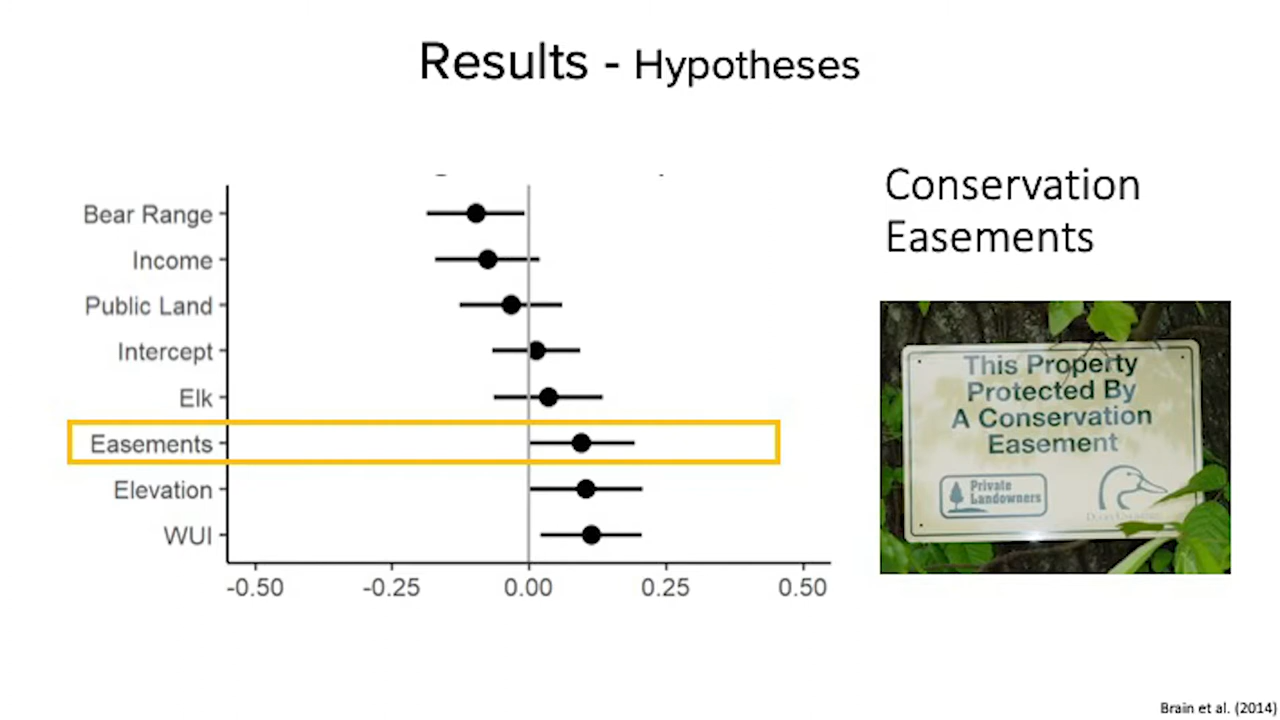 Results - Hypotheses
Bear Range
Income
Public Land
Intercept
Elk
Easements
Elevation
WUI
-0.50 -0.25 0.00 0.25 0.50
Conservation
Easements
This Property
Protected By
A Conservation
Easement
Private
Landowners
Brain et al. (2014)